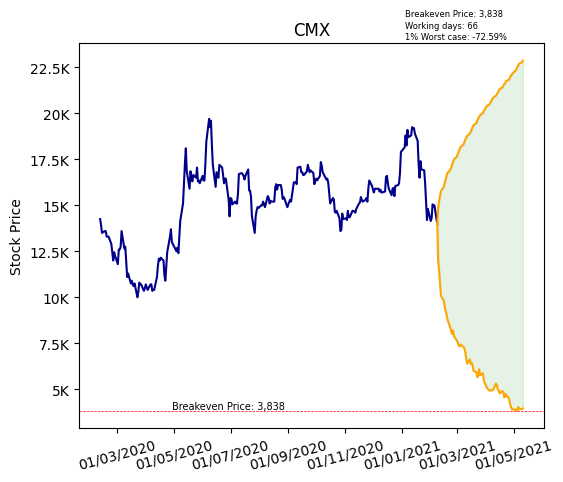 Breakeven Price: 3,838
Working days: 66
1% Worst case: -72.59%
CMX
Stock Price
22.5K
20K
17.5K
15K
12.5K
10K
7.5K
5K
Breakeven Price: 3,838
01/03/2020
01/05/2020
01/07/2020
01/09/2020
01/11/2020
01/01/2021
01/03/2021
01/05/2021